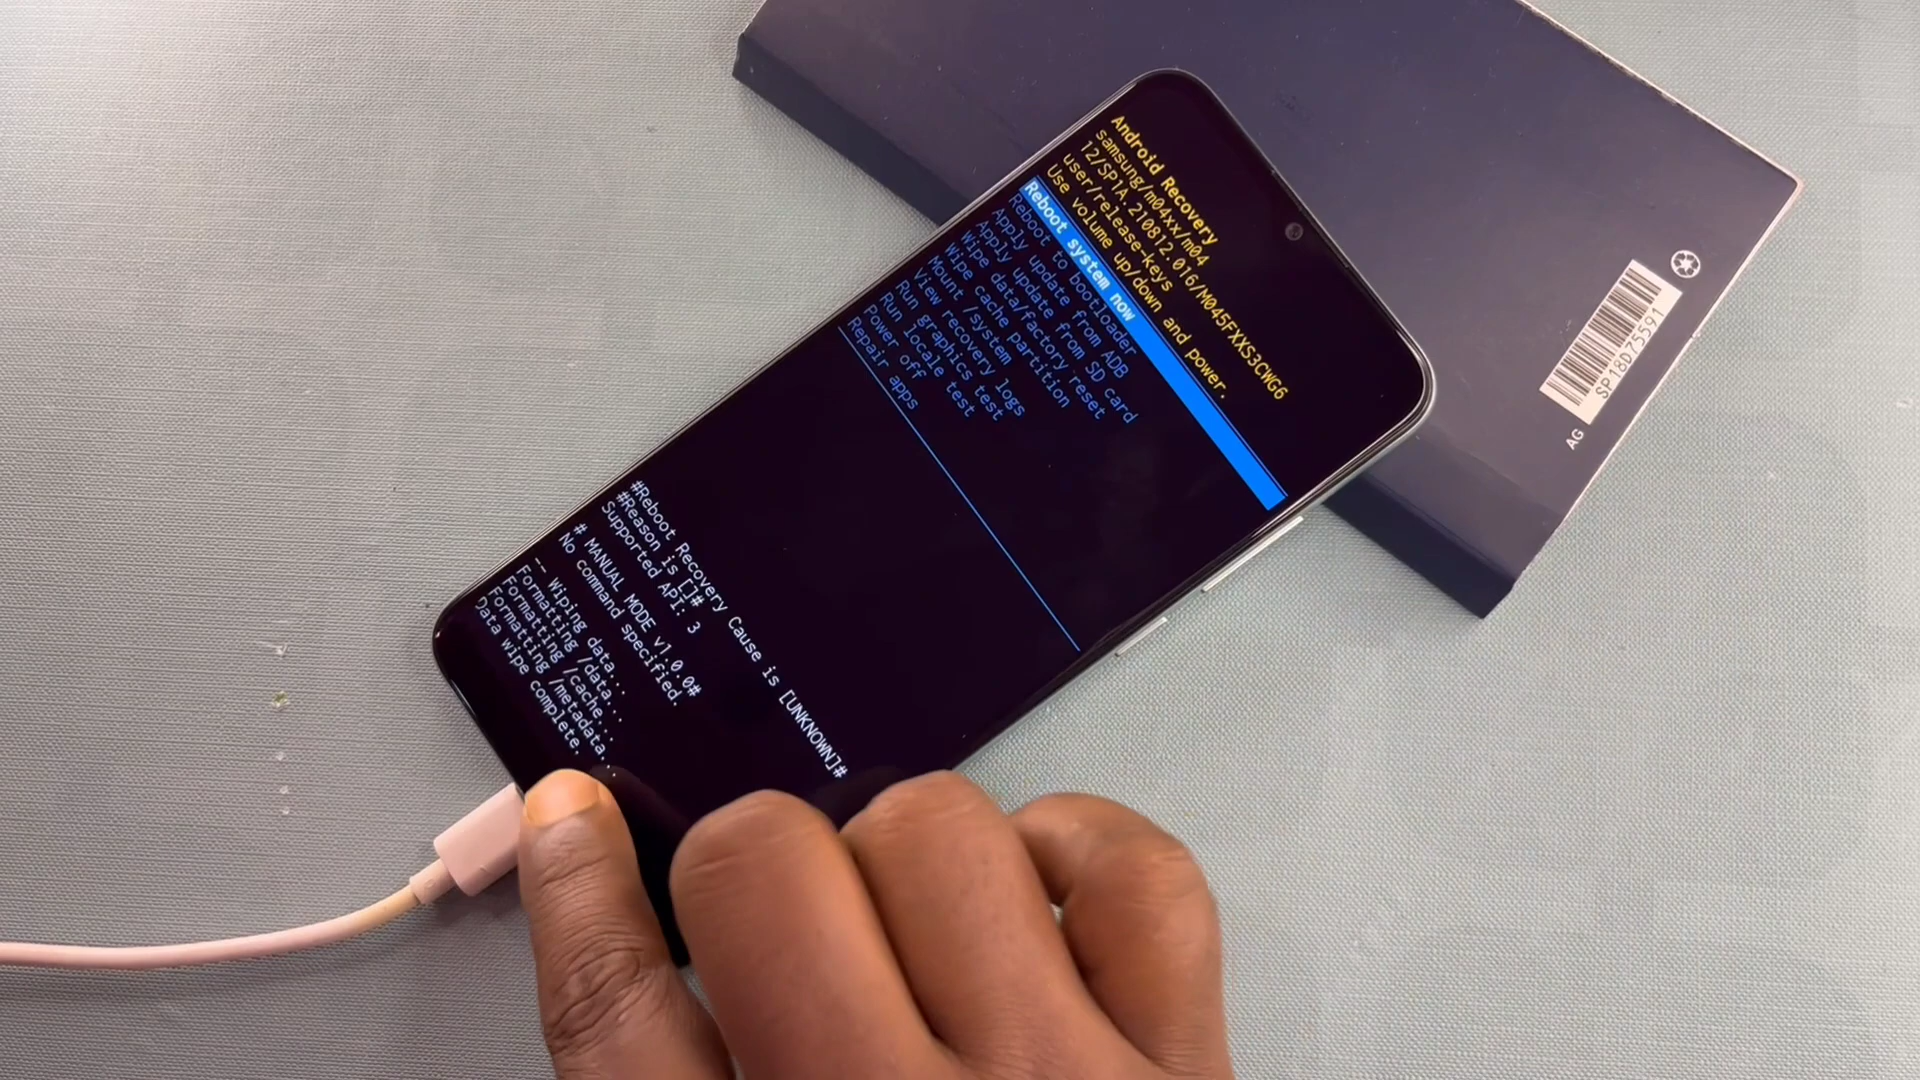 Android Recovery
samsung/m04xx/m04
12/SP1A.210812.016/M045FXXS3CWG6
user/release-keys
Use volume up/down and power.
Reboot system now
Reboot to bootloader
Apply update from ADB
Apply update from SD card
Wipe data/factory reset
Wipe cache partition
Mount /system
View recovery logs
Run graphics test
Run locale test
Power off
Repair apps
#Reboot Recovery Cause is [UNKNOWN]#
#Reason is []#
Supported API: 3
# MANUAL MODE v1.0.0#
No command specified.
-- Wiping data...
Formatting /data...
Formatting /cache...
Formatting /metadata...
Data wipe complete.
SP18D75591
AG